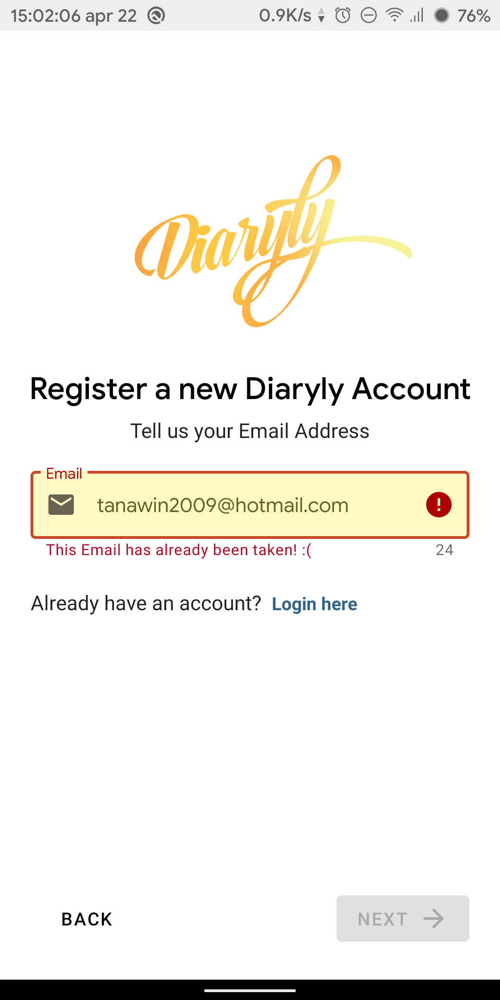 15:02:06 apr 22 0.9K/s 76%
Diaryly
Register a new Diaryly Account
Tell us your Email Address
Email
tanawin2009@hotmail.com
This Email has already been taken! :( 24
Already have an account? Login here
BACK NEXT